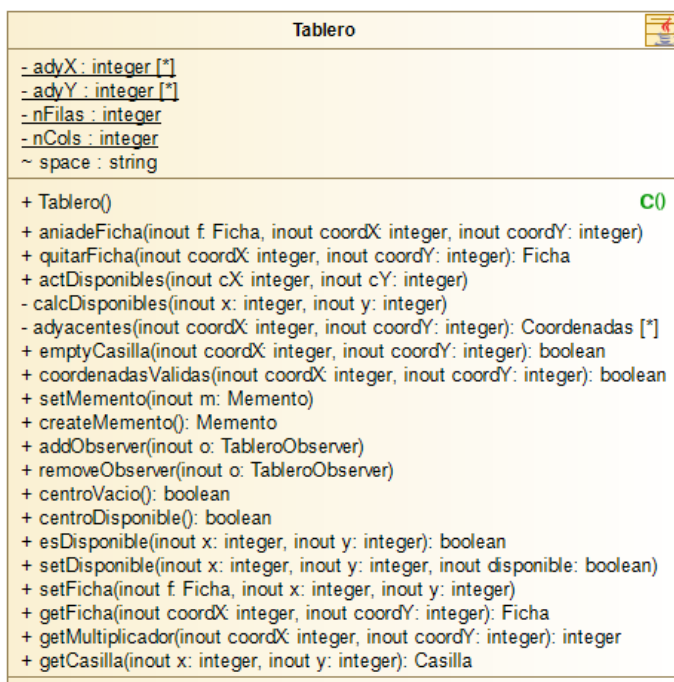 Tablero
- adyX : integer [*]
- adyY : integer [*]
- nFilas : integer
- nCols : integer
~ space : string
+ Tablero() C()
+ aniadeFicha(inout f: Ficha, inout coordX: integer, inout coordY: integer)
+ quitarFicha(inout coordX: integer, inout coordY: integer): Ficha
+ actDisponibles(inout cX: integer, inout cY: integer)
- calcDisponibles(inout x: integer, inout y: integer)
- adyacentes(inout coordX: integer, inout coordY: integer): Coordenadas [*]
+ emptyCasilla(inout coordX: integer, inout coordY: integer): boolean
+ coordenadasValidas(inout coordX: integer, inout coordY: integer): boolean
+ setMemento(inout m: Memento)
+ createMemento(): Memento
+ addObserver(inout o: TableroObserver)
+ removeObserver(inout o: TableroObserver)
+ centroVacio(): boolean
+ centroDisponible(): boolean
+ esDisponible(inout x: integer, inout y: integer): boolean
+ setDisponible(inout x: integer, inout y: integer, inout disponible: boolean)
+ setFicha(inout f: Ficha, inout x: integer, inout y: integer)
+ getFicha(inout coordX: integer, inout coordY: integer): Ficha
+ getMultiplicador(inout coordX: integer, inout coordY: integer): integer
+ getCasilla(inout x: integer, inout y: integer): Casilla